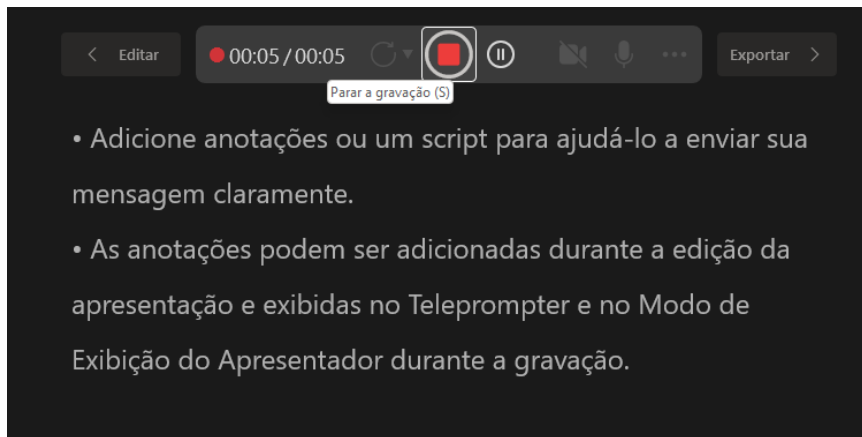 Editar
00:05 / 00:05
Exportar
Parar a gravação (S)
• Adicione anotações ou um script para ajudá-lo a enviar sua
mensagem claramente.
• As anotações podem ser adicionadas durante a edição da
apresentação e exibidas no Teleprompter e no Modo de
Exibição do Apresentador durante a gravação.